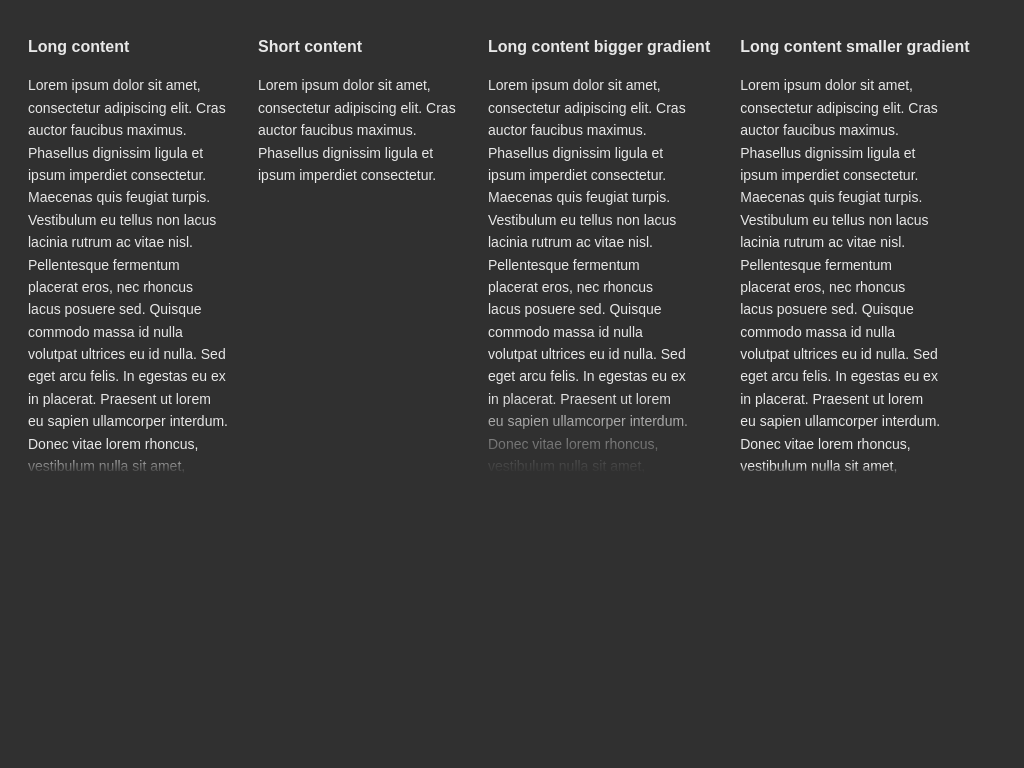 Long content
Lorem ipsum dolor sit amet,
consectetur adipiscing elit. Cras
auctor faucibus maximus.
Phasellus dignissim ligula et
ipsum imperdiet consectetur.
Maecenas quis feugiat turpis.
Vestibulum eu tellus non lacus
lacinia rutrum ac vitae nisl.
Pellentesque fermentum
placerat eros, nec rhoncus
lacus posuere sed. Quisque
commodo massa id nulla
volutpat ultrices eu id nulla. Sed
eget arcu felis. In egestas eu ex
in placerat. Praesent ut lorem
eu sapien ullamcorper interdum.
Donec vitae lorem rhoncus,
vestibulum nulla sit amet,
Short content
Lorem ipsum dolor sit amet,
consectetur adipiscing elit. Cras
auctor faucibus maximus.
Phasellus dignissim ligula et
ipsum imperdiet consectetur.
Long content bigger gradient
Lorem ipsum dolor sit amet,
consectetur adipiscing elit. Cras
auctor faucibus maximus.
Phasellus dignissim ligula et
ipsum imperdiet consectetur.
Maecenas quis feugiat turpis.
Vestibulum eu tellus non lacus
lacinia rutrum ac vitae nisl.
Pellentesque fermentum
placerat eros, nec rhoncus
lacus posuere sed. Quisque
commodo massa id nulla
volutpat ultrices eu id nulla. Sed
eget arcu felis. In egestas eu ex
in placerat. Praesent ut lorem
eu sapien ullamcorper interdum.
Donec vitae lorem rhoncus,
vestibulum nulla sit amet,
Long content smaller gradient
Lorem ipsum dolor sit amet,
consectetur adipiscing elit. Cras
auctor faucibus maximus.
Phasellus dignissim ligula et
ipsum imperdiet consectetur.
Maecenas quis feugiat turpis.
Vestibulum eu tellus non lacus
lacinia rutrum ac vitae nisl.
Pellentesque fermentum
placerat eros, nec rhoncus
lacus posuere sed. Quisque
commodo massa id nulla
volutpat ultrices eu id nulla. Sed
eget arcu felis. In egestas eu ex
in placerat. Praesent ut lorem
eu sapien ullamcorper interdum.
Donec vitae lorem rhoncus,
vestibulum nulla sit amet,